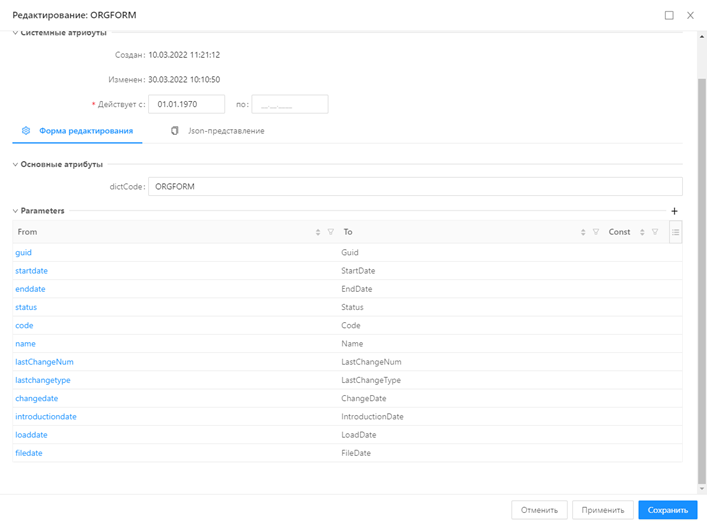 Редактирование: ORGFORM
Системные атрибуты
Создан: 10.03.2022 11:21:12
Изменен: 30.03.2022 10:10:50
* Действует с: 01.01.1970 по: __.__.____
Форма редактирования Json-представление
Основные атрибуты
dictCode: ORGFORM
Parameters +
From To Const
guid Guid
startdate StartDate
enddate EndDate
status Status
code Code
name Name
lastChangeNum LastChangeNum
lastchangetype LastChangeType
changedate ChangeDate
introductiondate IntroductionDate
loaddate LoadDate
filedate FileDate
Отменить Применить Сохранить